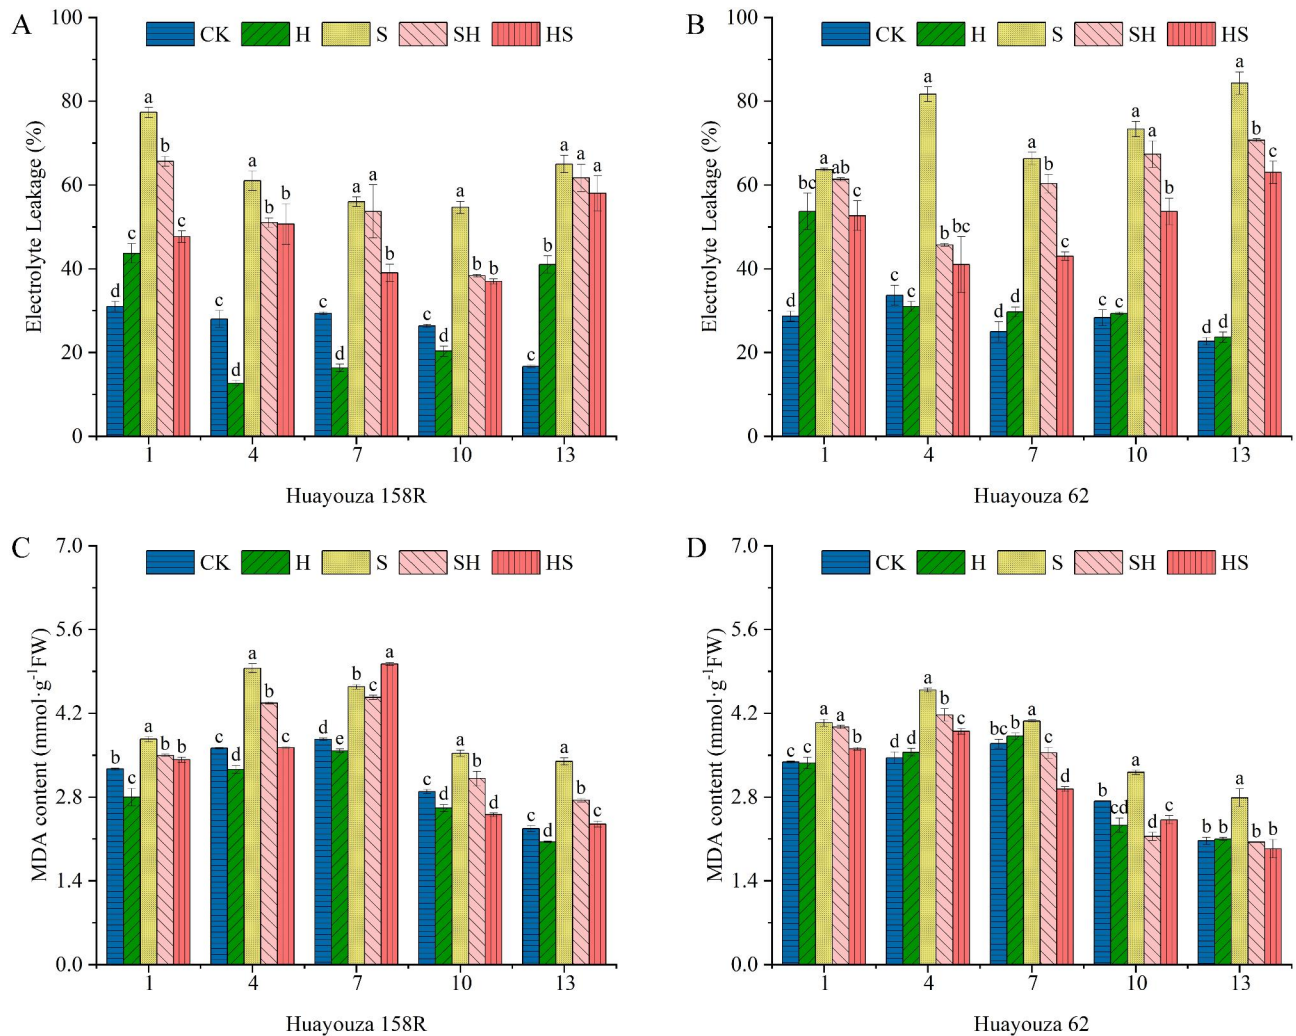 A
CK H S SH HS
Electrolyte Leakage (%)
100
80
60
40
20
0
d c a b c
c d a b b
c d a a b
c d a b b
c b a a a
1 4 7 10 13
Huayouza 158R
B
CK H S SH HS
Electrolyte Leakage (%)
100
80
60
40
20
0
d bc a ab c
c c a b bc
d d a b c
c c a a b
d d a b c
1 4 7 10 13
Huayouza 62
C
CK H S SH HS
MDA content (mmol·g⁻¹FW)
7.0
5.6
4.2
2.8
1.4
0.0
b c a b b
c d a b c
d e b c a
c d a b d
c d a b c
1 4 7 10 13
Huayouza 158R
D
CK H S SH HS
MDA content (mmol·g⁻¹FW)
7.0
5.6
4.2
2.8
1.4
0.0
c c a a b
d d a b c
bc b a c d
b cd a d c
b b a b b
1 4 7 10 13
Huayouza 62